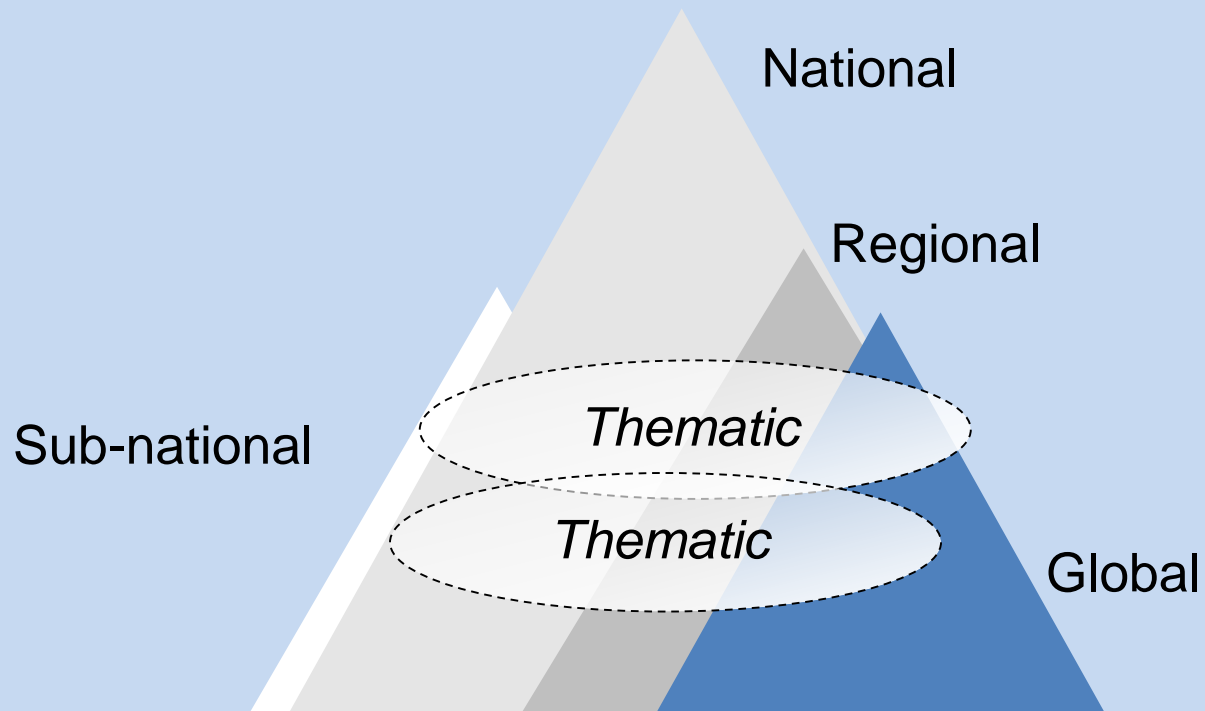 National
Regional
Thematic
Sub-national
Thematic
Global